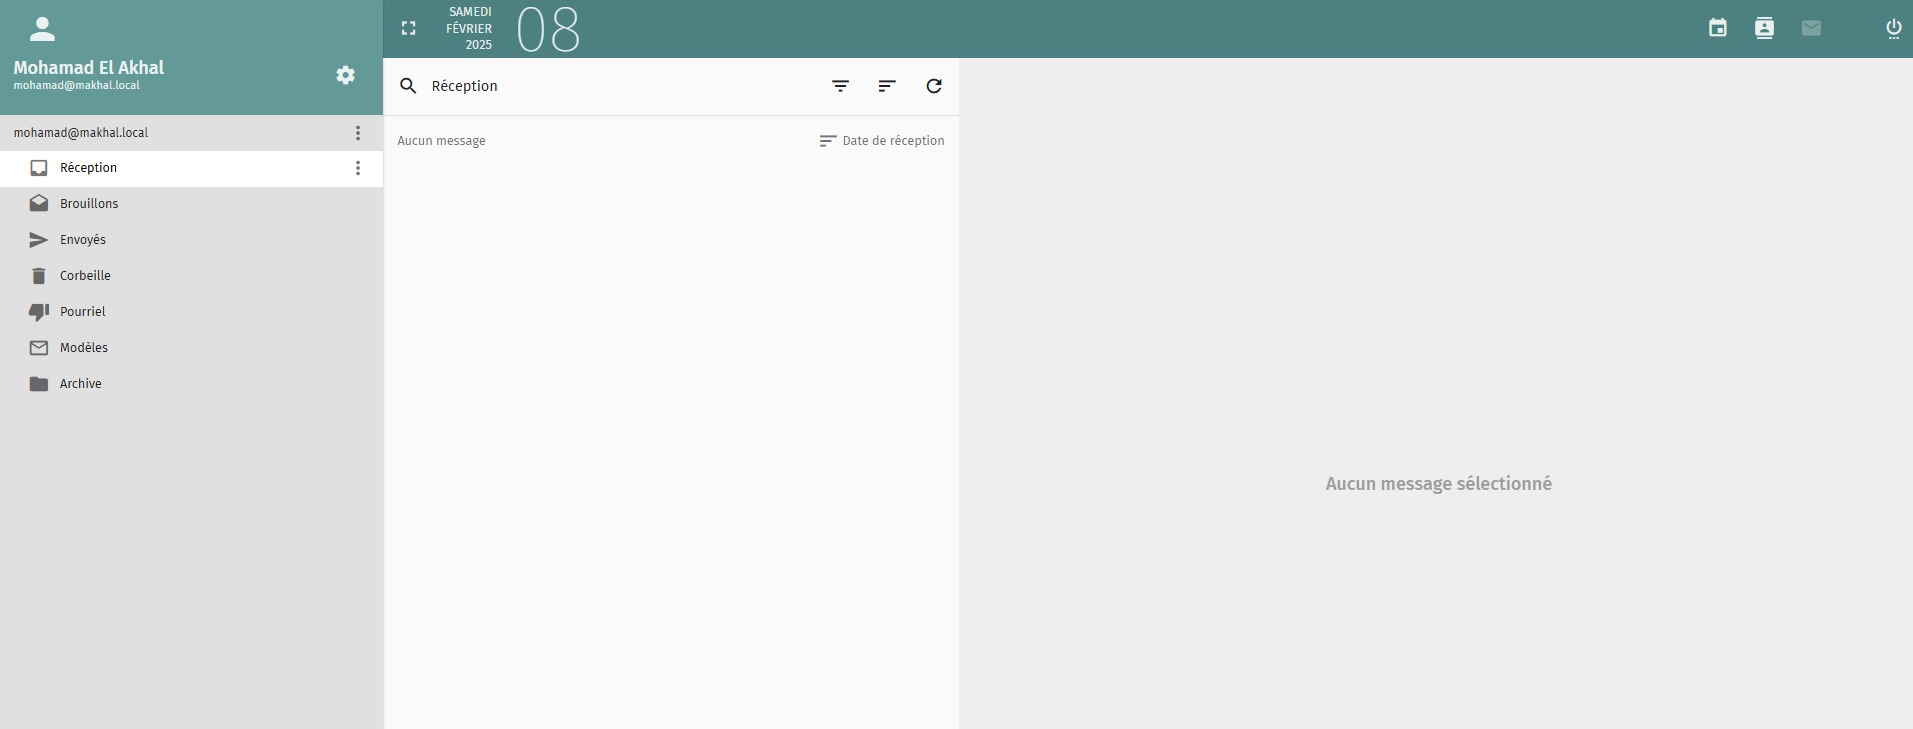 Mohamad El Akhal
mohamad@makhal.local
mohamad@makhal.local
Réception
Brouillons
Envoyés
Corbeille
Pourriel
Modèles
Archive
SAMEDI
FÉVRIER
2025
08
Réception
Aucun message
Date de réception
Aucun message sélectionné